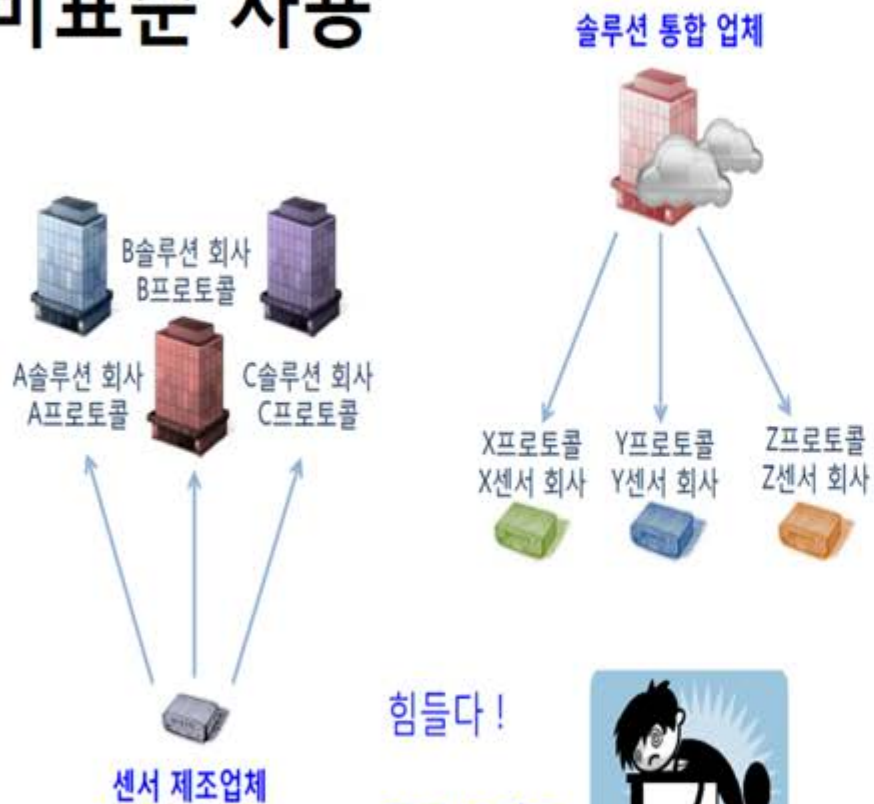 비표준 사용
솔루션 통합 업체
B솔루션 회사
B프로토콜
A솔루션 회사
A프로토콜
C솔루션 회사
C프로토콜
X프로토콜
X센서 회사
Y프로토콜
Y센서 회사
Z프로토콜
Z센서 회사
힘들다 !
센서 제조업체